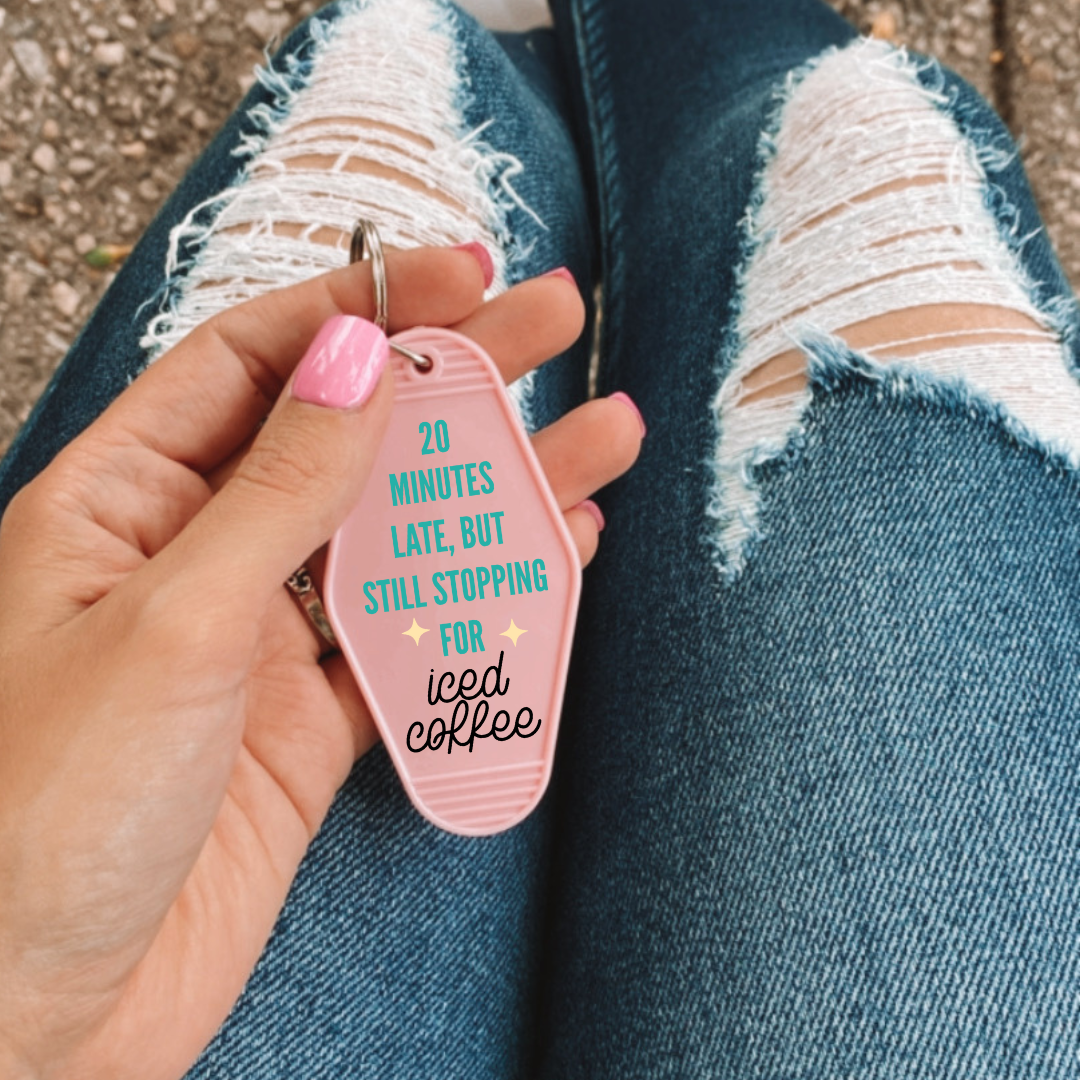 20
MINUTES
LATE, BUT
STILL STOPPING
FOR
iced
coffee